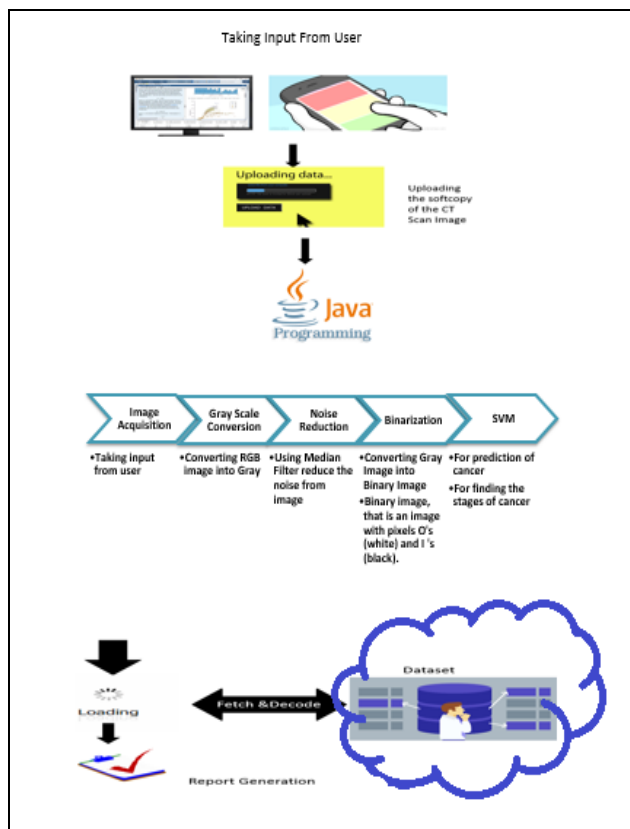 Taking Input From User
Uploading data...
UPLOAD DATA
Uploading
the softcopy
of the CT
Scan Image
Java
Programming
Image
Acquisition
Gray Scale
Conversion
Noise
Reduction
Binarization
SVM
•Taking input
from user
•Converting RGB
image into Gray
•Using Median
Filter reduce the
noise from
image
•Converting Gray
Image into
Binary Image
•Binary image,
that is an image
with pixels O's
(white) and I 's
(black).
•For prediction of
cancer
•For finding the
stages of cancer
Dataset
Loading
Fetch &Decode
Report Generation